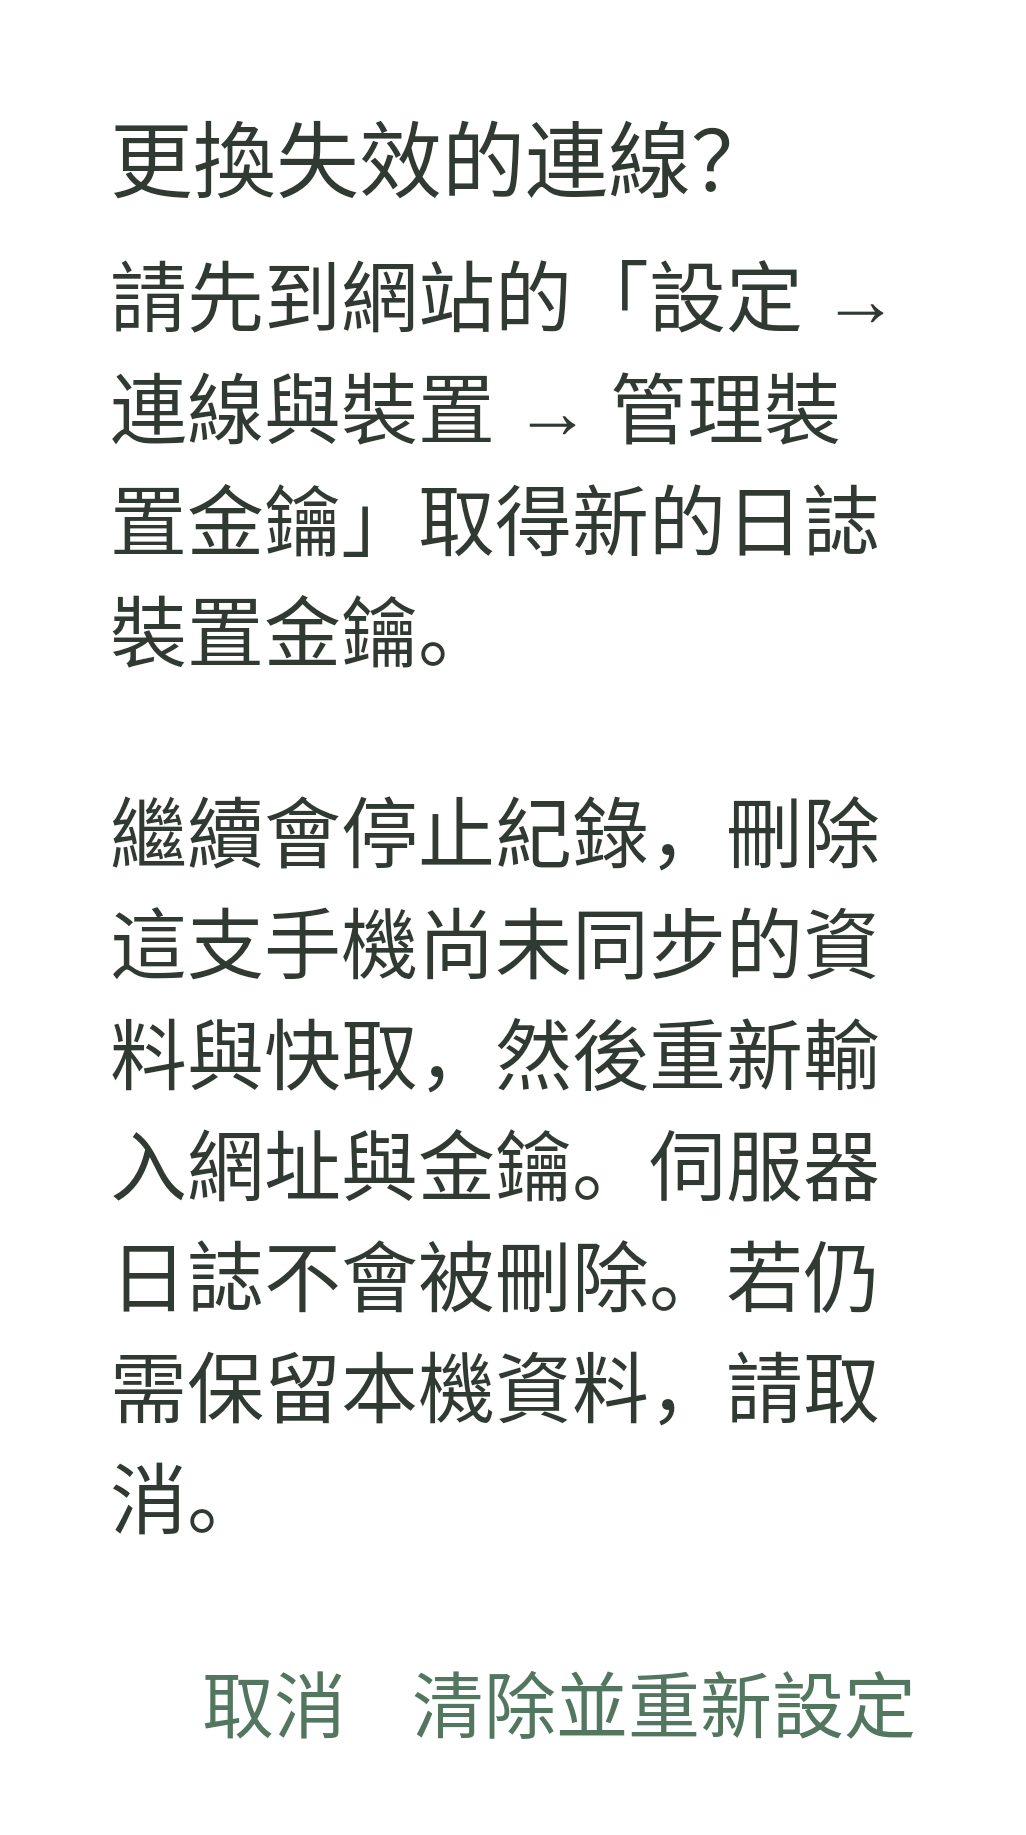 更換失效的連線？
請先到網站的「設定 →
連線與裝置 → 管理裝
置金鑰」取得新的日誌
裝置金鑰。
繼續會停止紀錄，刪除
這支手機尚未同步的資
料與快取，然後重新輸
入網址與金鑰。伺服器
日誌不會被刪除。若仍
需保留本機資料，請取
消。
取消 清除並重新設定